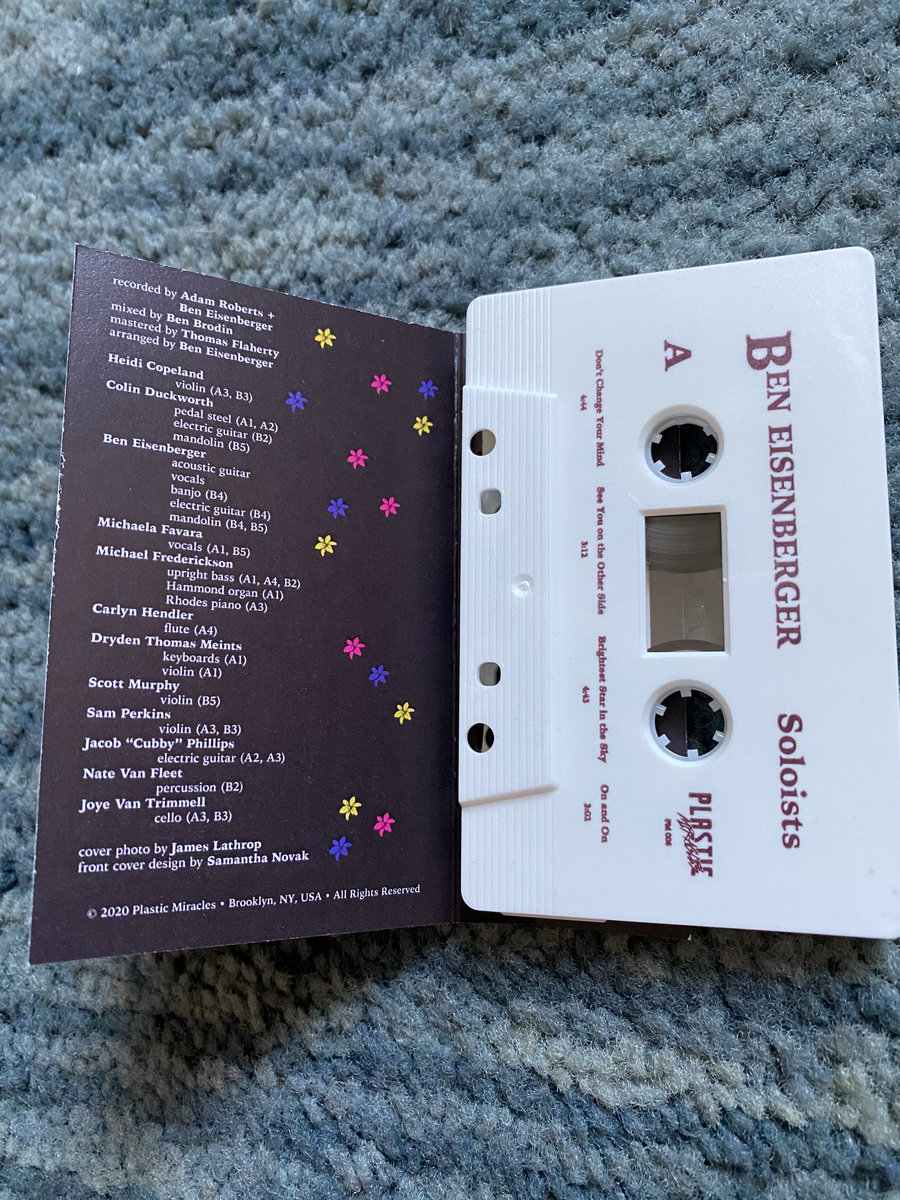 recorded by Adam Roberts +
Ben Eisenberger
mixed by Ben Brodin
mastered by Thomas Flaherty
arranged by Ben Eisenberger
Heidi Copeland
violin (A3, B3)
Colin Duckworth
pedal steel (A1, A2)
electric guitar (B2)
mandolin (B5)
Ben Eisenberger
acoustic guitar
vocals
banjo (B4)
electric guitar (B4)
mandolin (B4, B5)
Michaela Favara
vocals (A1, B5)
Michael Frederickson
upright bass (A1, A4, B2)
Hammond organ (A1)
Rhodes piano (A3)
Carlyn Hendler
flute (A4)
Dryden Thomas Meints
keyboards (A1)
violin (A1)
Scott Murphy
violin (B5)
Sam Perkins
violin (A3, B3)
Jacob “Cubby” Phillips
electric guitar (A2, A3)
Nate Van Fleet
percussion (B2)
Joye Van Trimmell
cello (A3, B3)
cover photo by James Lathrop
front cover design by Samantha Novak
© 2020 Plastic Miracles • Brooklyn, NY, USA • All Rights Reserved
BEN EISENBERGER Soloists
A
PLASTIC
MIRACLES
PM 008
Don't Change Your Mind See You on the Other Side Brightest Star in the Sky On and On
4:44 3:12 4:43 3:02